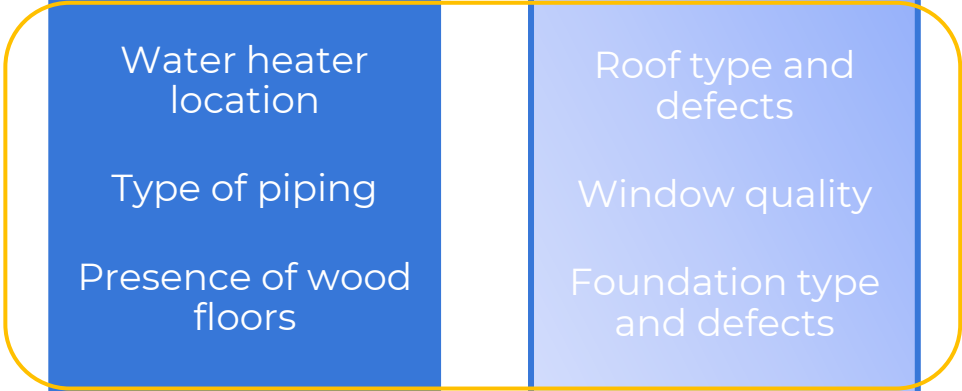 Water heater
location
Type of piping
Presence of wood
floors
Roof type and
defects
Window quality
Foundation type
and defects